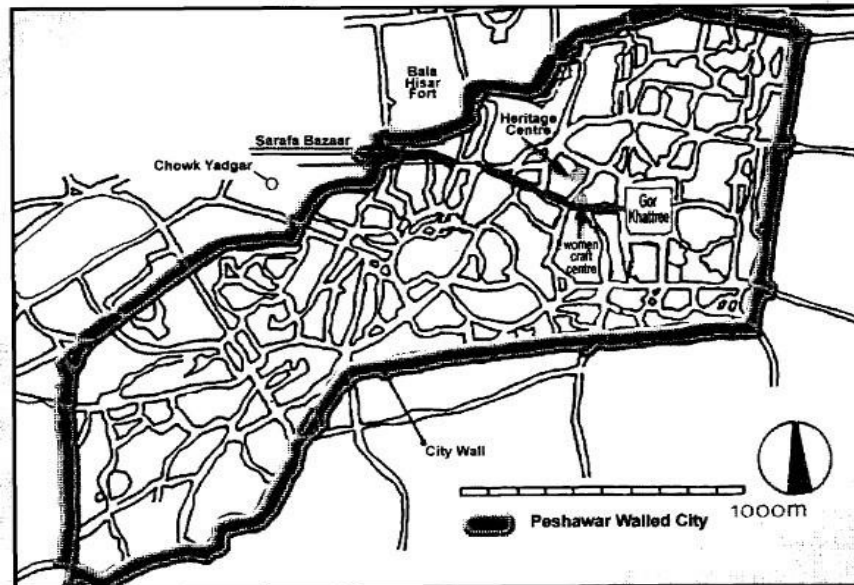 Bala
Hisar
Fort
Heritage
Centre
Sarafa Bazaar
Chowk Yadgar
Gor
Khattree
women
craft
centre
City Wall
1000m
Peshawar Walled City